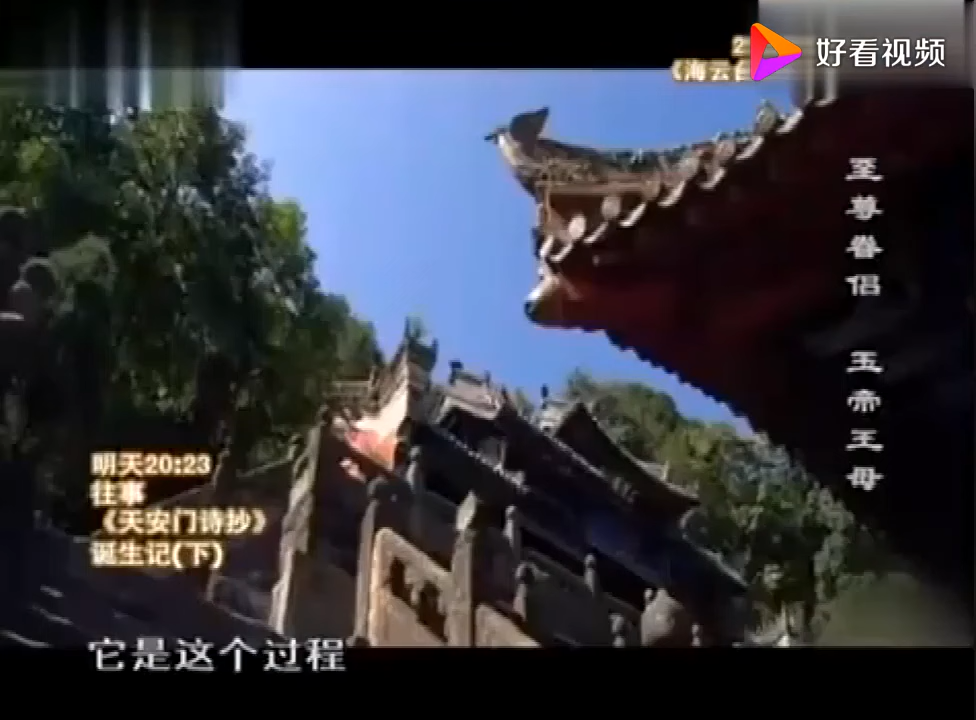 好看视频
《海云台
至尊眷侣 玉帝王母
明天20:23
往事
《天安门诗抄》
诞生记(下)
它是这个过程